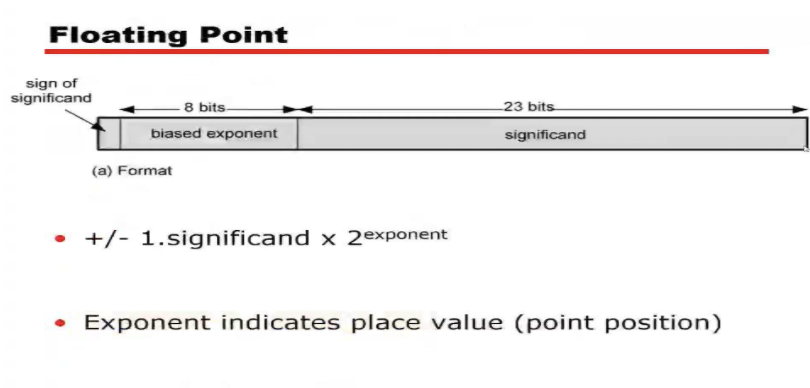 Floating Point
sign of
significand
8 bits
23 bits
biased exponent
significand
(a) Format
• +/- 1.significand x 2^exponent
• Exponent indicates place value (point position)